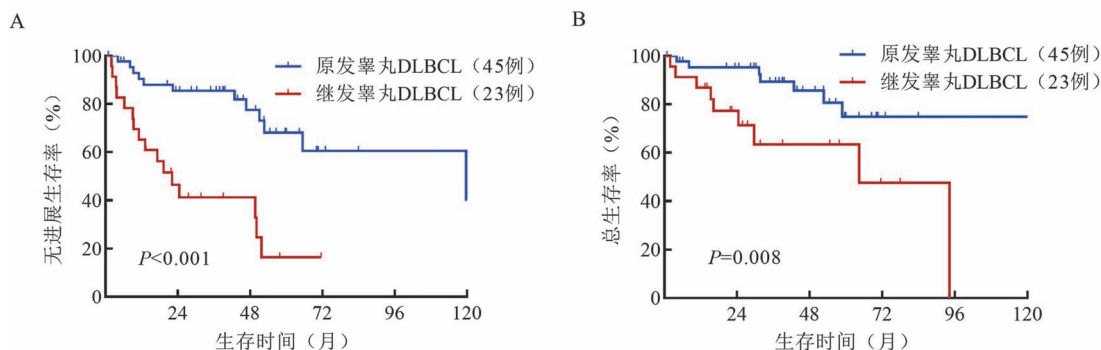 A
无进展生存率（%）
100
80
60
40
20
0
24
48
72
96
120
生存时间（月）
原发睾丸DLBCL（45例）
继发睾丸DLBCL（23例）
P<0.001
B
总生存率（%）
100
80
60
40
20
0
24
48
72
96
120
生存时间（月）
原发睾丸DLBCL（45例）
继发睾丸DLBCL（23例）
P=0.008